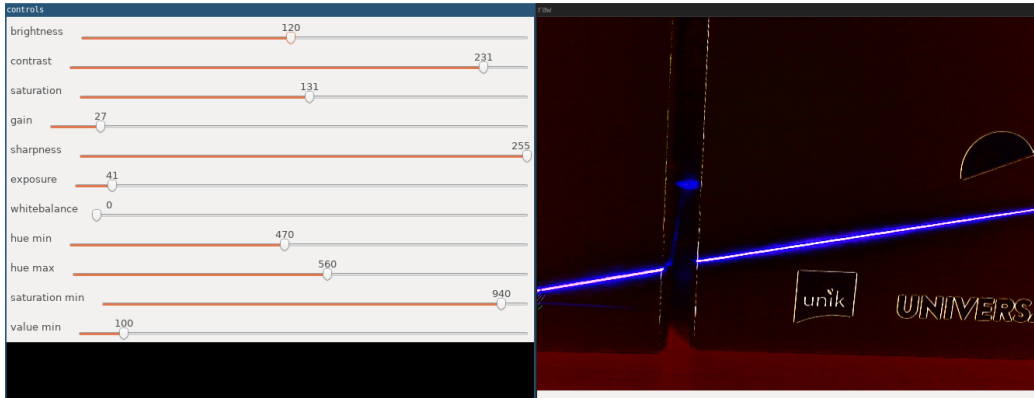 controls
brightness 120
contrast 231
saturation 131
gain 27
sharpness 255
exposure 41
whitebalance 0
hue min 470
hue max 560
saturation min 940
value min 100
raw
unik
UNIVERSA